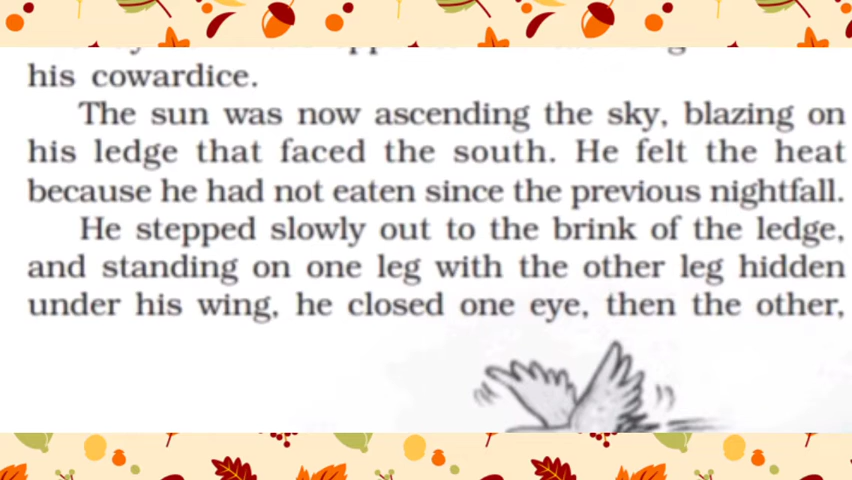 his cowardice.
The sun was now ascending the sky, blazing on
his ledge that faced the south. He felt the heat
because he had not eaten since the previous nightfall.
He stepped slowly out to the brink of the ledge,
and standing on one leg with the other leg hidden
under his wing, he closed one eye, then the other,